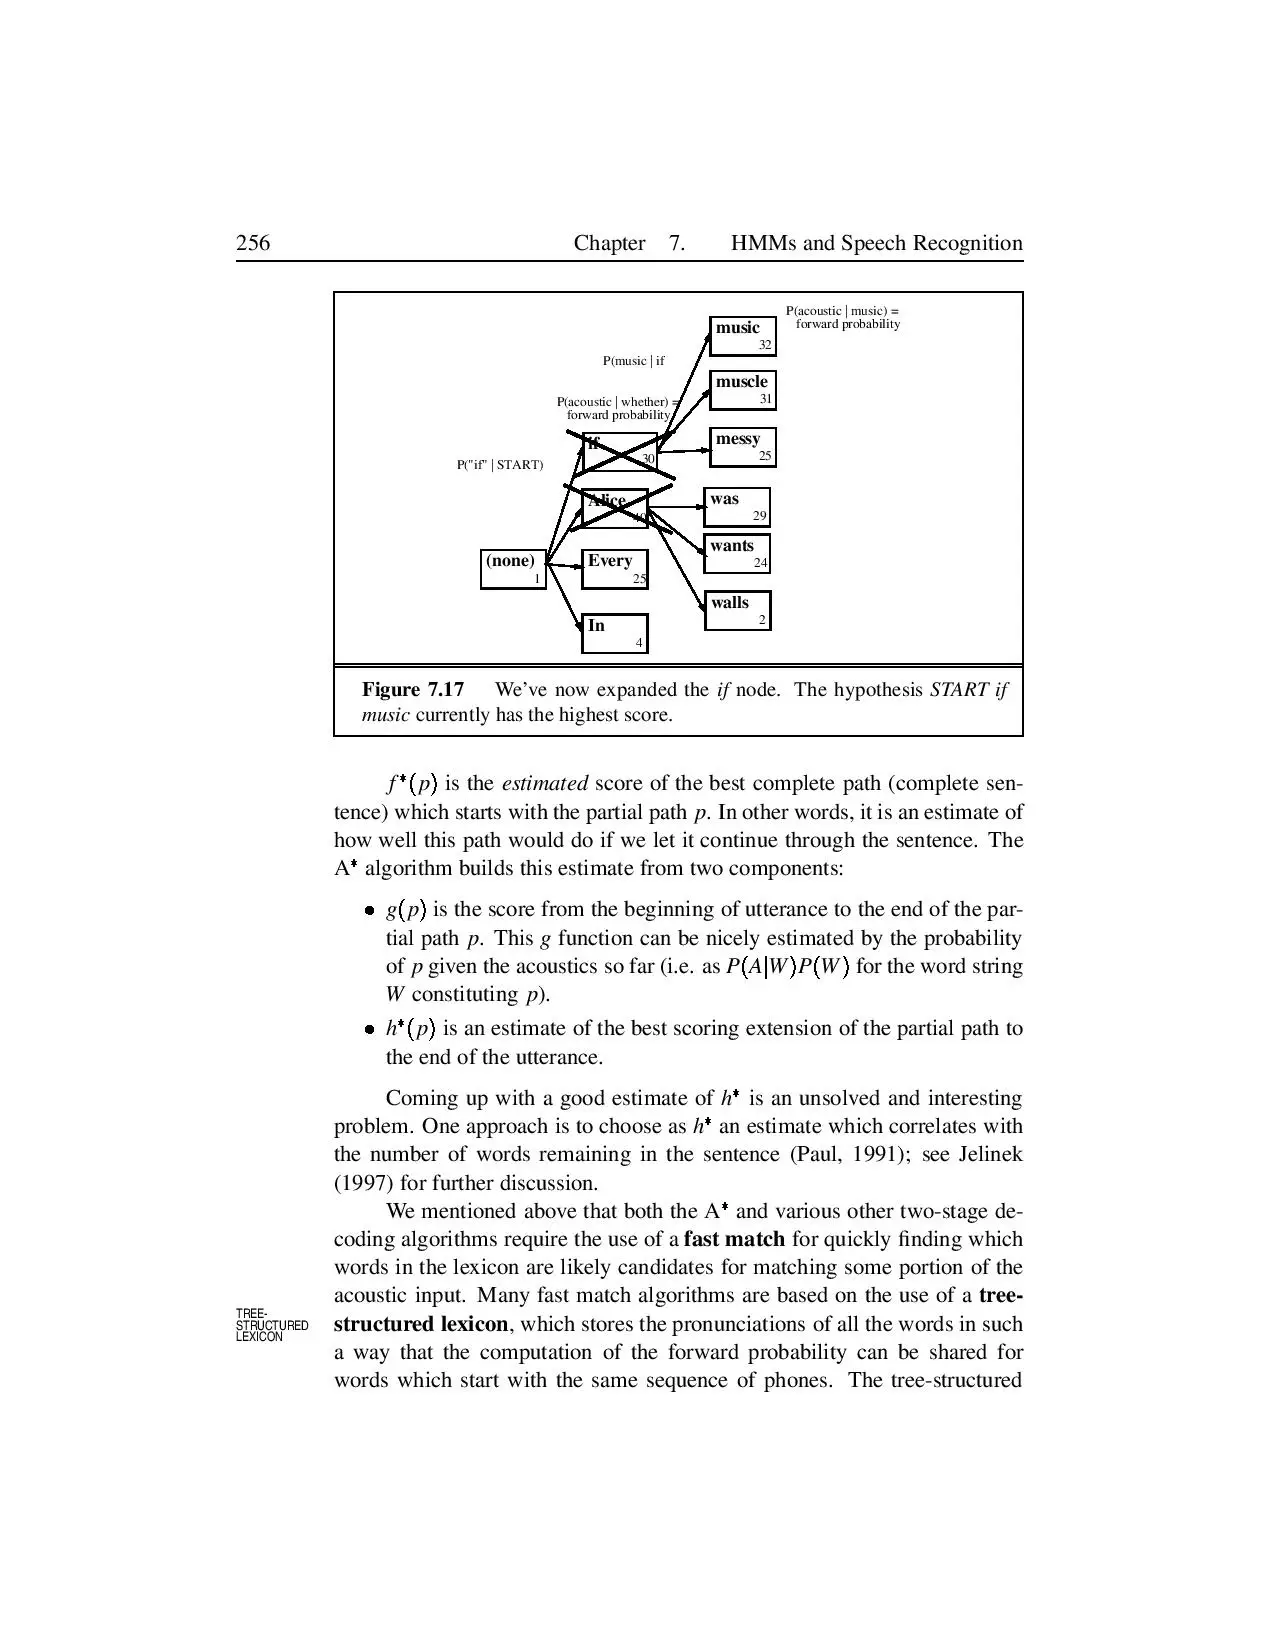 256 Chapter 7. HMMs and Speech Recognition
P(acoustic | music) =
forward probability
music
32
P(music | if
muscle
31
P(acoustic | whether) =
forward probability
if
30
messy
25
P("if" | START)
Alice
40
was
29
wants
24
(none)
1
Every
25
walls
2
In
4
Figure 7.17 We've now expanded the if node. The hypothesis START if
music currently has the highest score.
f*(p) is the estimated score of the best complete path (complete sen-
tence) which starts with the partial path p. In other words, it is an estimate of
how well this path would do if we let it continue through the sentence. The
A* algorithm builds this estimate from two components:
• g(p) is the score from the beginning of utterance to the end of the par-
tial path p. This g function can be nicely estimated by the probability
of p given the acoustics so far (i.e. as P(A|W)P(W) for the word string
W constituting p).
• h*(p) is an estimate of the best scoring extension of the partial path to
the end of the utterance.
Coming up with a good estimate of h* is an unsolved and interesting
problem. One approach is to choose as h* an estimate which correlates with
the number of words remaining in the sentence (Paul, 1991); see Jelinek
(1997) for further discussion.
We mentioned above that both the A* and various other two-stage de-
coding algorithms require the use of a fast match for quickly finding which
words in the lexicon are likely candidates for matching some portion of the
acoustic input. Many fast match algorithms are based on the use of a tree-
TREE-
STRUCTURED
LEXICON
structured lexicon, which stores the pronunciations of all the words in such
a way that the computation of the forward probability can be shared for
words which start with the same sequence of phones. The tree-structured